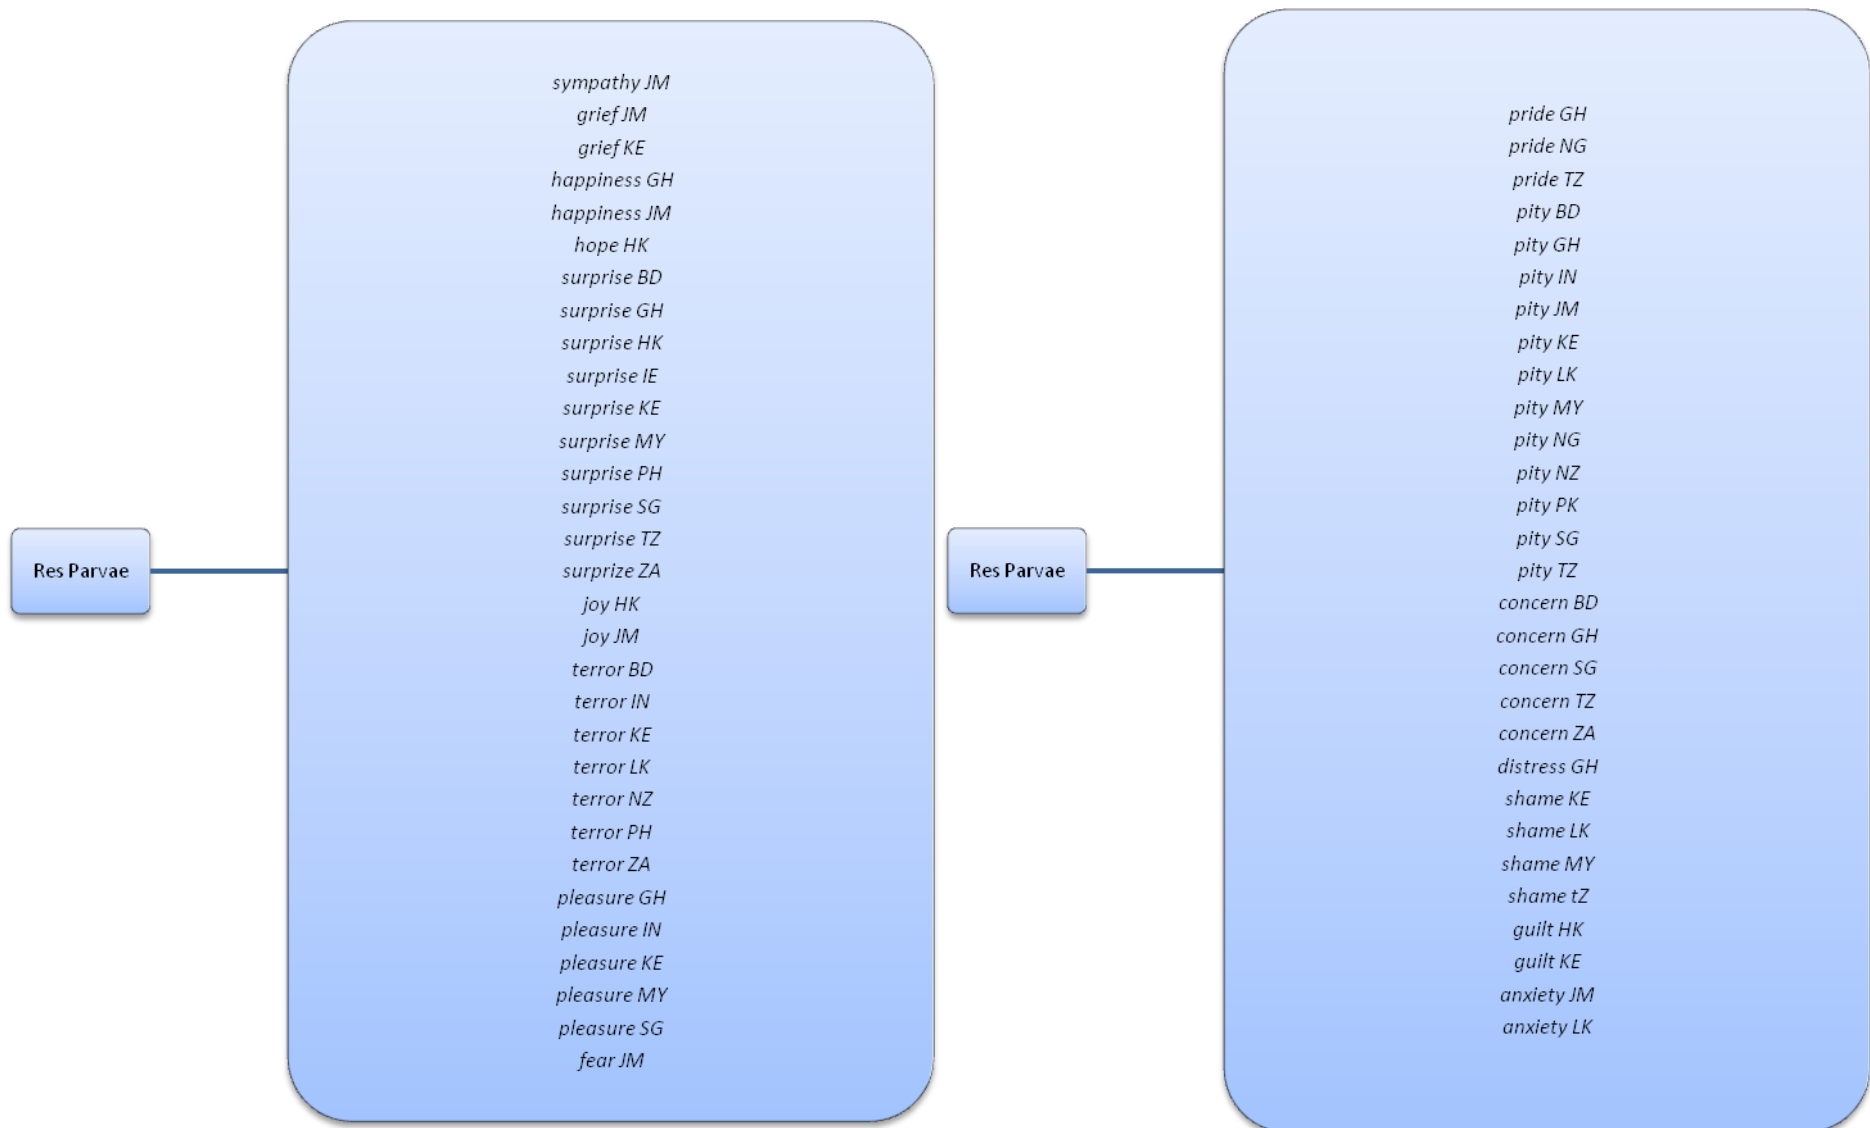 Res Parvae
sympathy JM
grief JM
grief KE
happiness GH
happiness JM
hope HK
surprise BD
surprise GH
surprise HK
surprise IE
surprise KE
surprise MY
surprise PH
surprise SG
surprise TZ
surprize ZA
joy HK
joy JM
terror BD
terror IN
terror KE
terror LK
terror NZ
terror PH
terror ZA
pleasure GH
pleasure IN
pleasure KE
pleasure MY
pleasure SG
fear JM
Res Parvae
pride GH
pride NG
pride TZ
pity BD
pity GH
pity IN
pity JM
pity KE
pity LK
pity MY
pity NG
pity NZ
pity PK
pity SG
pity TZ
concern BD
concern GH
concern SG
concern TZ
concern ZA
distress GH
shame KE
shame LK
shame MY
shame tZ
guilt HK
guilt KE
anxiety JM
anxiety LK